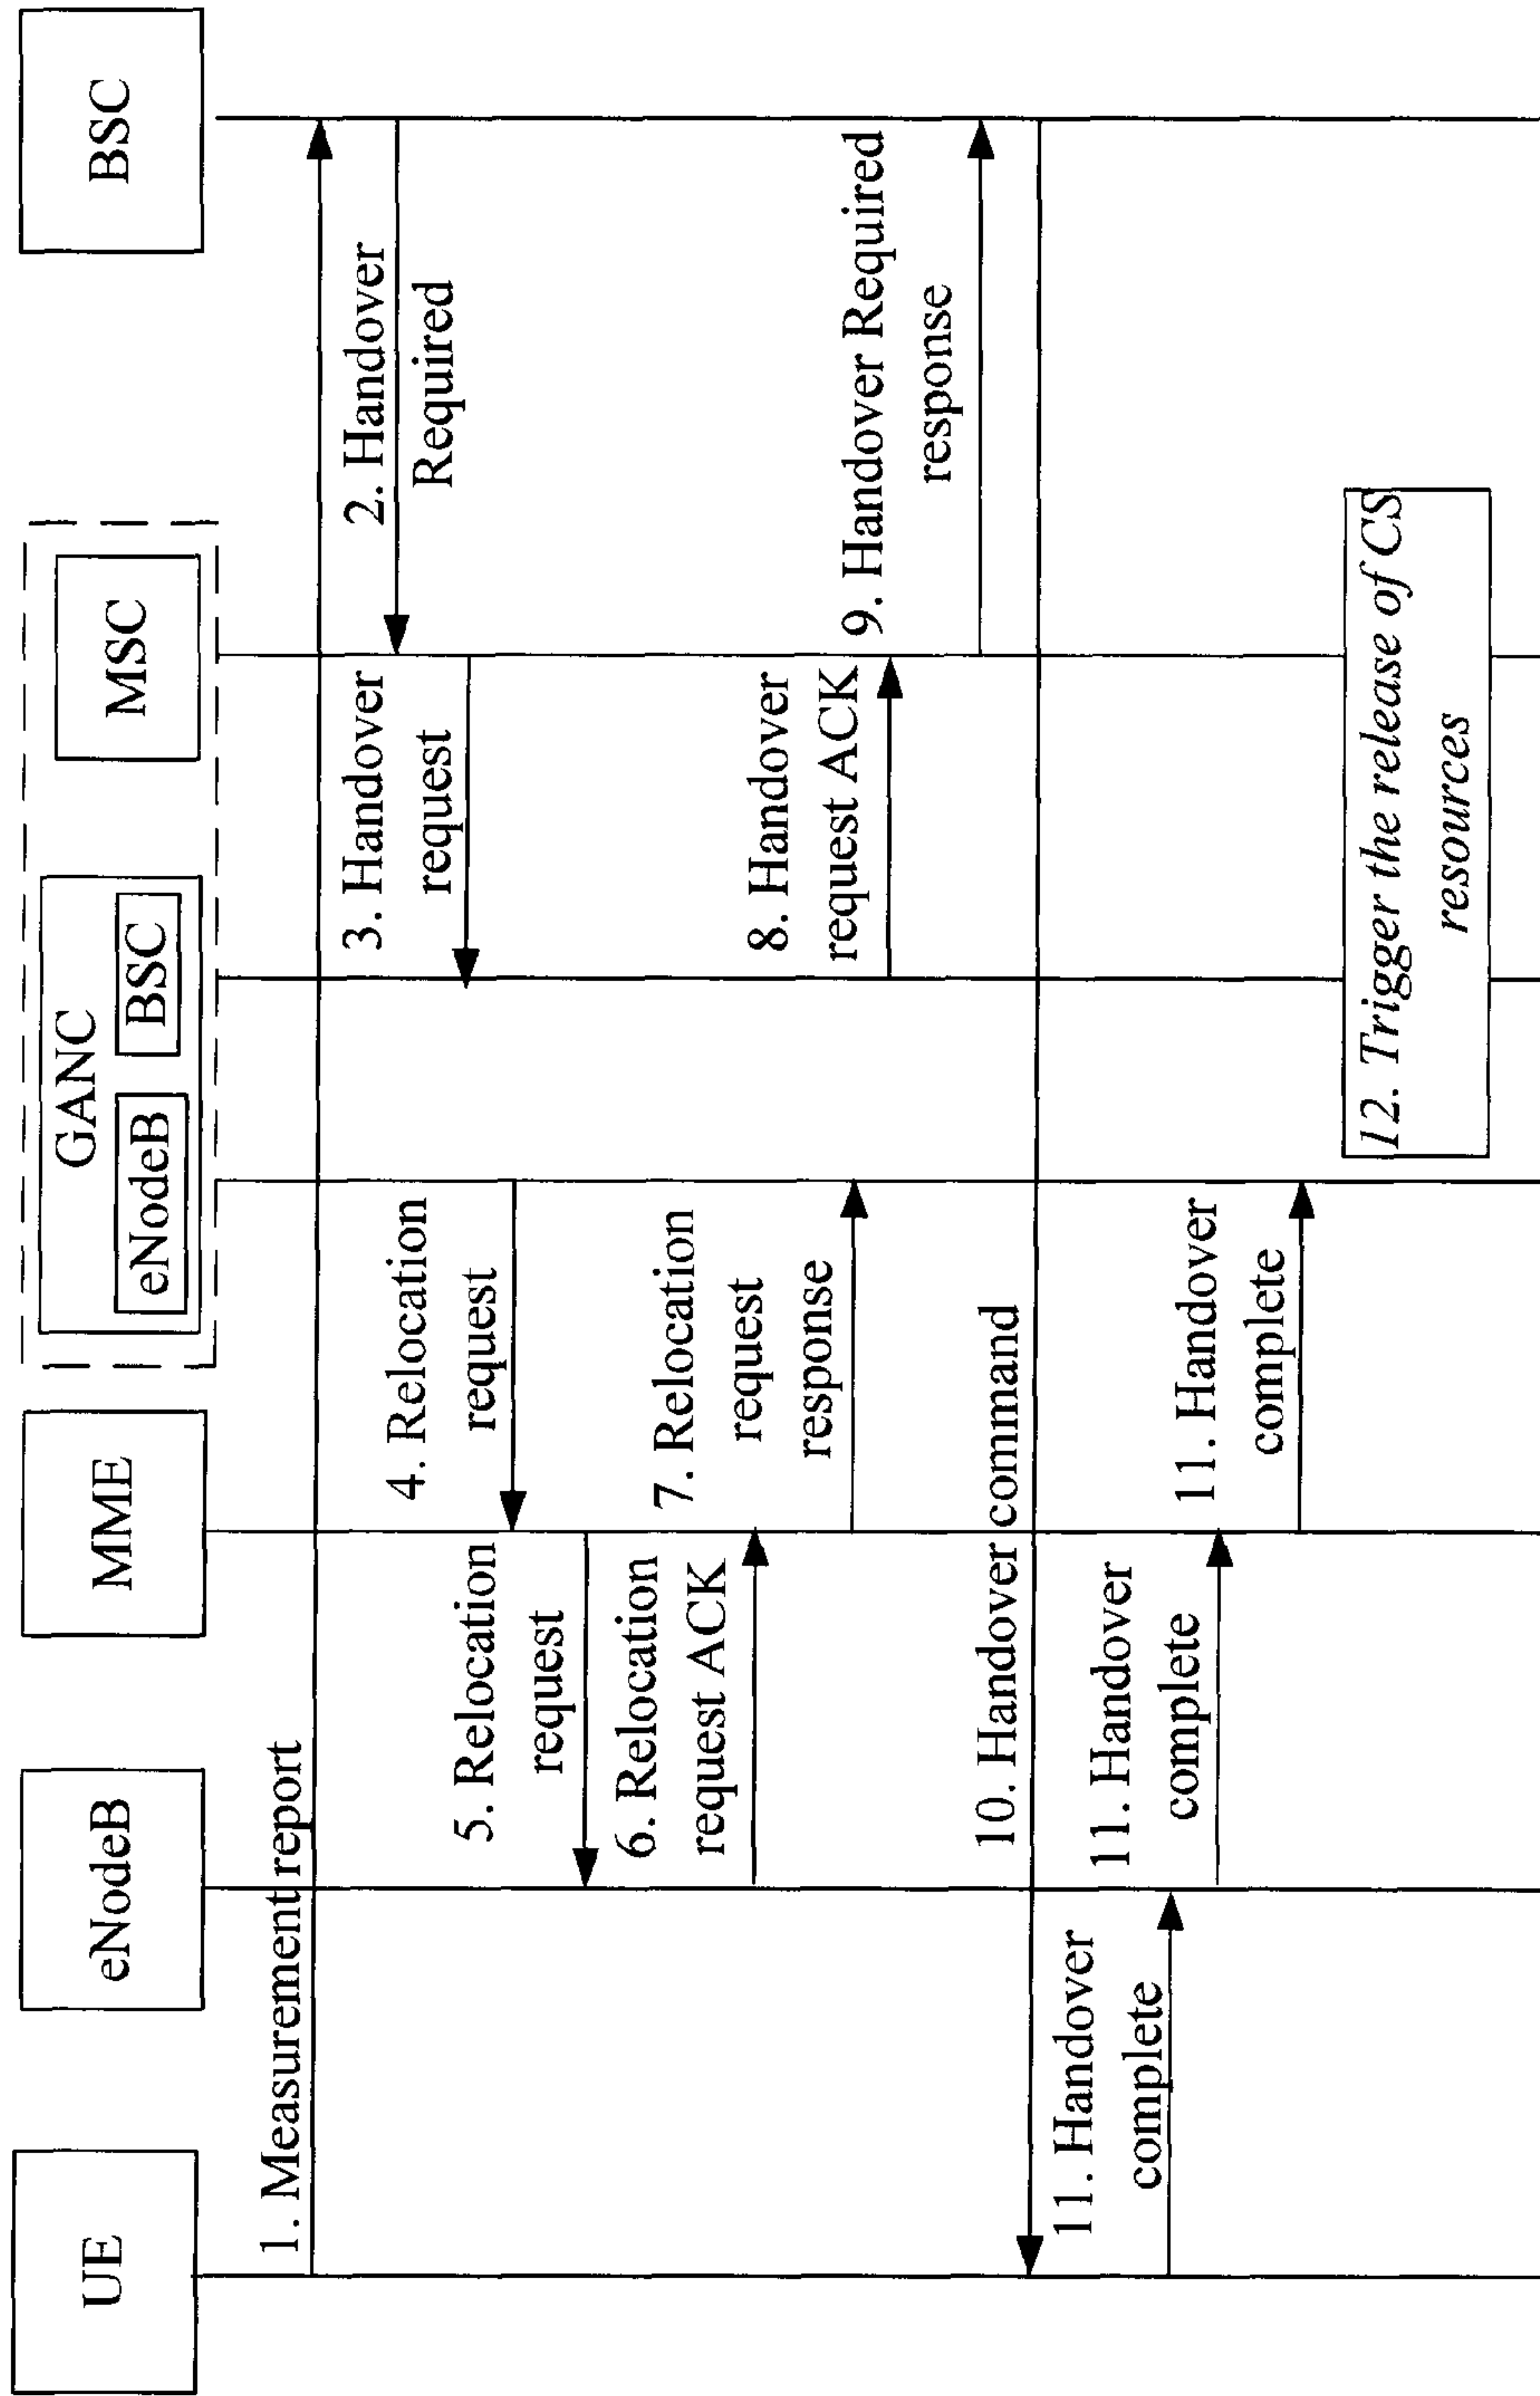 UE
eNodeB
MME
GANC
eNodeB
BSC
MSC
BSC
1. Measurement report
2. Handover
Required
3. Handover
request
4. Relocation
request
5. Relocation
request
6. Relocation
request ACK
7. Relocation
request
response
8. Handover
request ACK
9. Handover Required
response
10. Handover command
11. Handover
complete
11. Handover
complete
11. Handover
complete
12. Trigger the release of CS
resources